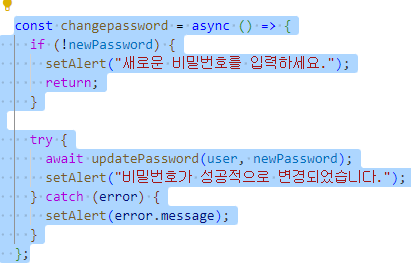 const changepassword = async () => {
if (!newPassword) {
setAlert("새로운 비밀번호를 입력하세요.");
return;
}
try {
await updatePassword(user, newPassword);
setAlert("비밀번호가 성공적으로 변경되었습니다.");
} catch (error) {
setAlert(error.message);
}
};